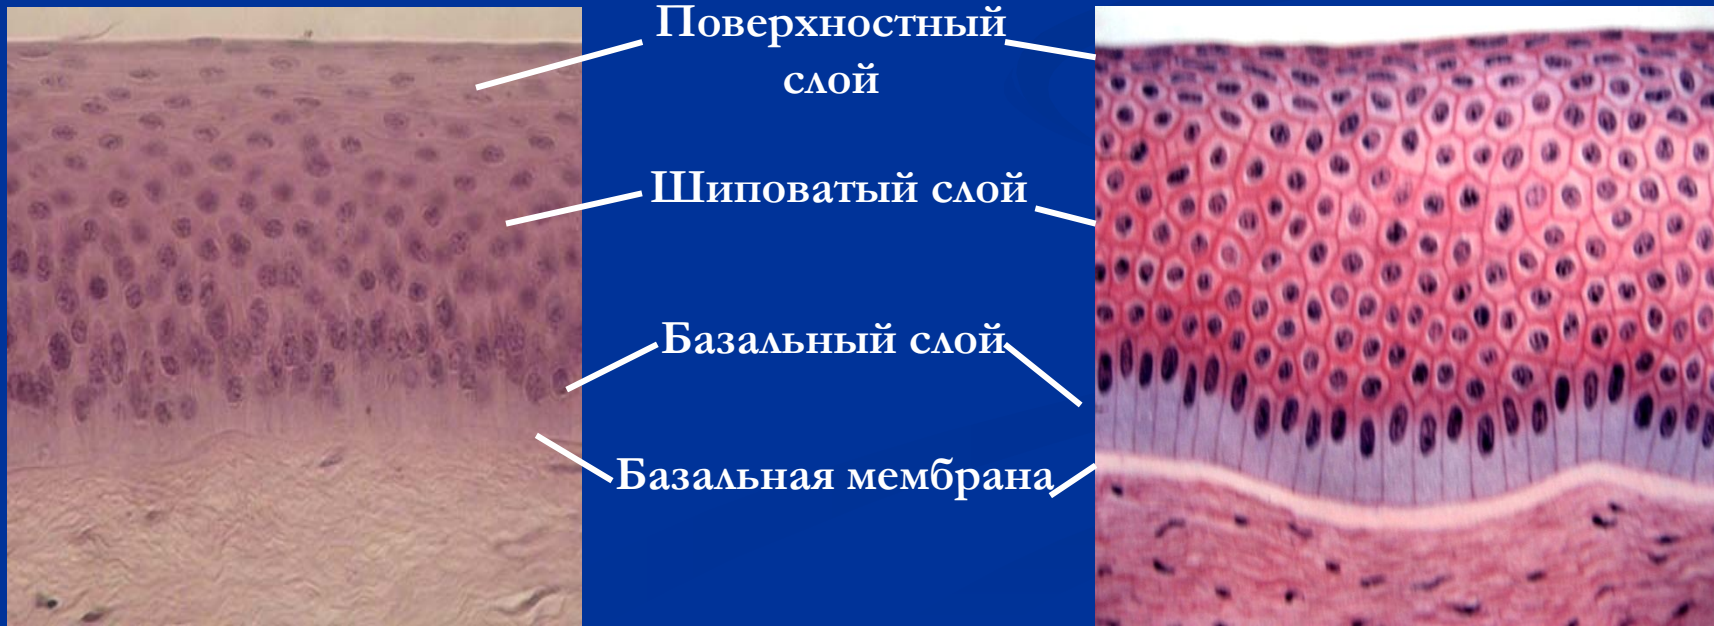 Поверхностный
слой
Шиповатый слой
Базальный слой
Базальная мембрана